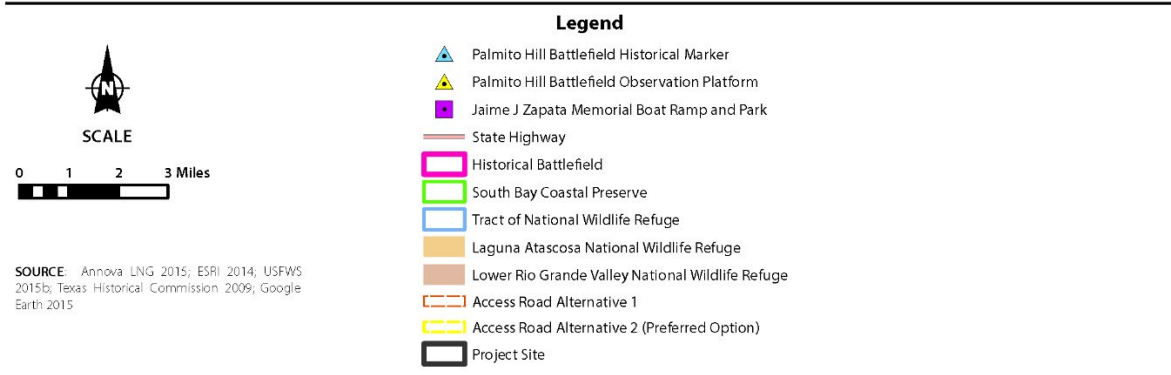 Legend
N
SCALE
0 1 2 3 Miles
SOURCE: Annova LNG 2015; ESRI 2014; USFWS
2015b; Texas Historical Commission 2009; Google
Earth 2015
Palmito Hill Battlefield Historical Marker
Palmito Hill Battlefield Observation Platform
Jaime J Zapata Memorial Boat Ramp and Park
State Highway
Historical Battlefield
South Bay Coastal Preserve
Tract of National Wildlife Refuge
Laguna Atascosa National Wildlife Refuge
Lower Rio Grande Valley National Wildlife Refuge
Access Road Alternative 1
Access Road Alternative 2 (Preferred Option)
Project Site